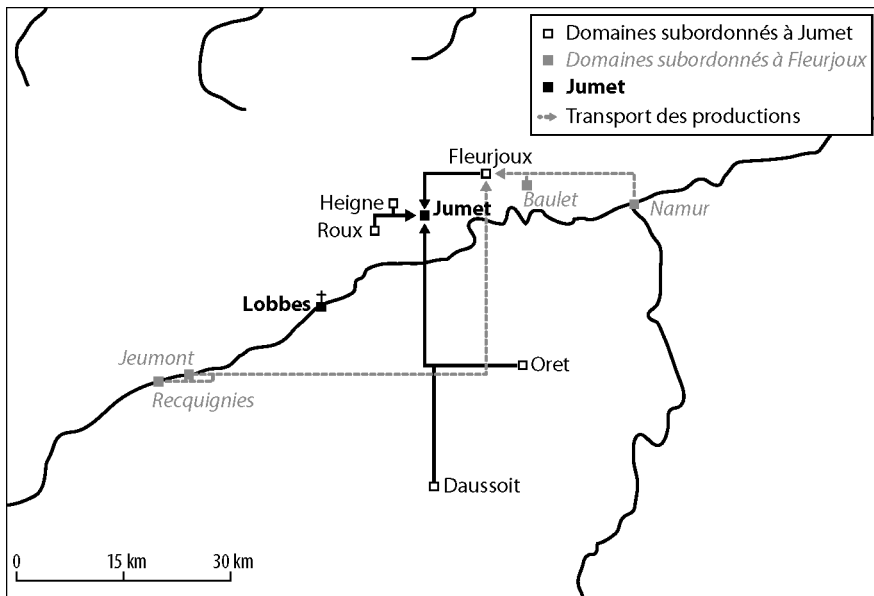 Domaines subordonnés à Jumet
Domaines subordonnés à Fleurjoux
Jumet
Transport des productions
Fleurjoux
Heigne
Jumet
Baulet
Namur
Roux
Lobbes
Jeumont
Oret
Recquignies
Daussoit
0 15 km 30 km